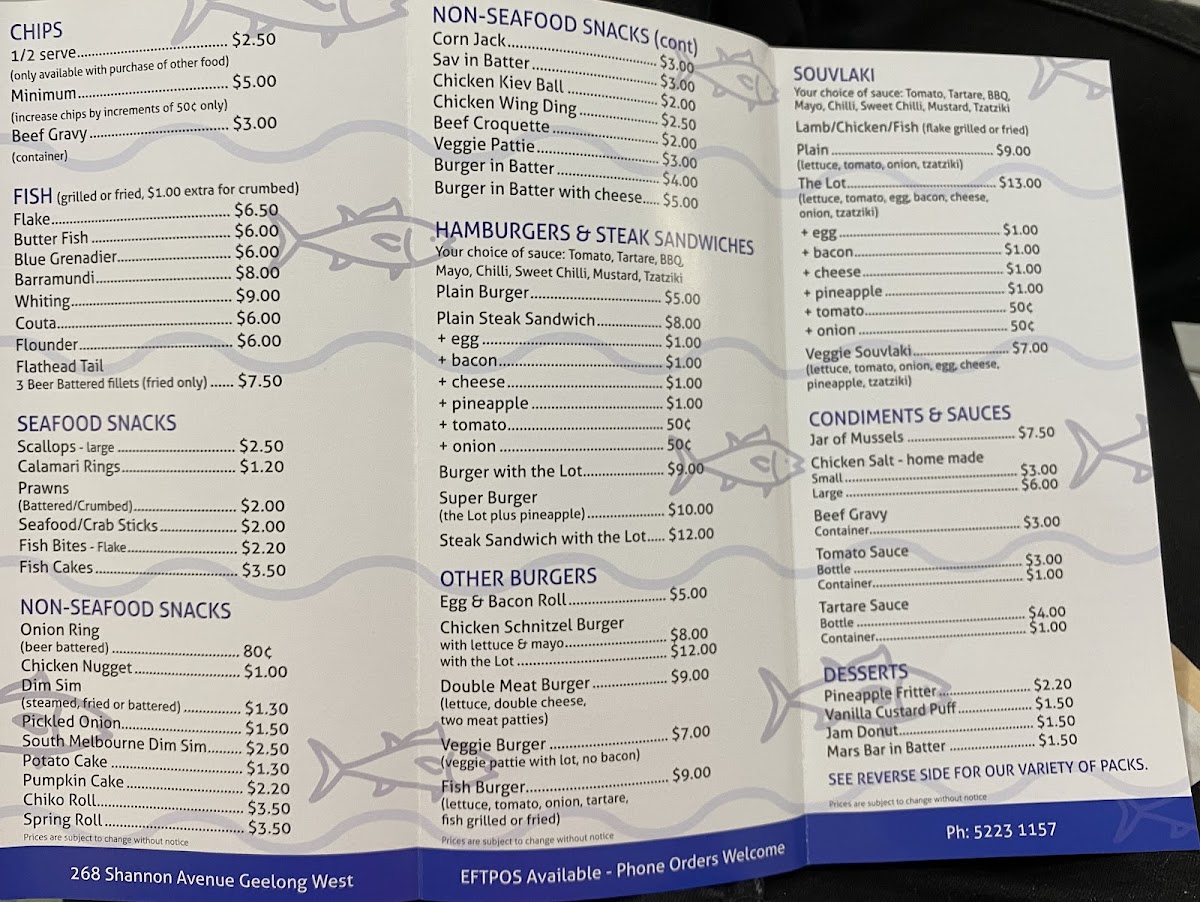 CHIPS
1/2 serve.................................... $2.50
(only available with purchase of other food)
Minimum.................................... $5.00
(increase chips by increments of 50¢ only)
Beef Gravy................................. $3.00
(container)
FISH (grilled or fried, $1.00 extra for crumbed)
Flake........................................... $6.50
Butter Fish.................................. $6.00
Blue Grenadier........................... $6.00
Barramundi................................ $8.00
Whiting...................................... $9.00
Couta......................................... $6.00
Flounder.................................... $6.00
Flathead Tail
3 Beer Battered fillets (fried only)...... $7.50
SEAFOOD SNACKS
Scallops - large............................ $2.50
Calamari Rings........................... $1.20
Prawns
(Battered/Crumbed)......................... $2.00
Seafood/Crab Sticks................... $2.00
Fish Bites - Flake.......................... $2.20
Fish Cakes.................................. $3.50
NON-SEAFOOD SNACKS
Onion Ring
(beer battered)............................... 80¢
Chicken Nugget......................... $1.00
Dim Sim
(steamed, fried or battered).............. $1.30
Pickled Onion............................. $1.50
South Melbourne Dim Sim........ $2.50
Potato Cake................................ $1.30
Pumpkin Cake............................ $2.20
Chiko Roll................................... $3.50
Spring Roll.................................. $3.50
Prices are subject to change without notice
268 Shannon Avenue Geelong West
NON-SEAFOOD SNACKS (cont)
Corn Jack.................................... $3.00
Sav in Batter............................... $3.00
Chicken Kiev Ball........................ $2.00
Chicken Wing Ding..................... $2.50
Beef Croquette........................... $2.00
Veggie Pattie............................... $3.00
Burger in Batter.......................... $4.00
Burger in Batter with cheese.... $5.00
HAMBURGERS & STEAK SANDWICHES
Your choice of sauce: Tomato, Tartare, BBQ,
Mayo, Chilli, Sweet Chilli, Mustard, Tzatziki
Plain Burger................................ $5.00
Plain Steak Sandwich................ $8.00
+ egg........................................... $1.00
+ bacon....................................... $1.00
+ cheese...................................... $1.00
+ pineapple................................ $1.00
+ tomato..................................... 50¢
+ onion....................................... 50¢
Burger with the Lot................... $9.00
Super Burger
(the Lot plus pineapple).................. $10.00
Steak Sandwich with the Lot..... $12.00
OTHER BURGERS
Egg & Bacon Roll....................... $5.00
Chicken Schnitzel Burger
with lettuce & mayo........................ $8.00
with the Lot.................................... $12.00
Double Meat Burger.................. $9.00
(lettuce, double cheese,
two meat patties)
Veggie Burger............................ $7.00
(veggie pattie with lot, no bacon)
Fish Burger................................. $9.00
(lettuce, tomato, onion, tartare,
fish grilled or fried)
Prices are subject to change without notice
EFTPOS Available - Phone Orders Welcome
SOUVLAKI
Your choice of sauce: Tomato, Tartare, BBQ,
Mayo, Chilli, Sweet Chilli, Mustard, Tzatziki
Lamb/Chicken/Fish (flake grilled or fried)
Plain........................................ $9.00
(lettuce, tomato, onion, tzatziki)
The Lot.................................... $13.00
(lettuce, tomato, egg, bacon, cheese,
onion, tzatziki)
+ egg........................................ $1.00
+ bacon.................................... $1.00
+ cheese................................... $1.00
+ pineapple............................. $1.00
+ tomato.................................. 50¢
+ onion.................................... 50¢
Veggie Souvlaki....................... $7.00
(lettuce, tomato, onion, egg, cheese,
pineapple, tzatziki)
CONDIMENTS & SAUCES
Jar of Mussels......................... $7.50
Chicken Salt - home made
Small.......................................... $3.00
Large.......................................... $6.00
Beef Gravy
Container.................................... $3.00
Tomato Sauce
Bottle......................................... $3.00
Container.................................... $1.00
Tartare Sauce
Bottle......................................... $4.00
Container.................................... $1.00
DESSERTS
Pineapple Fritter..................... $2.20
Vanilla Custard Puff................. $1.50
Jam Donut............................... $1.50
Mars Bar in Batter................... $1.50
SEE REVERSE SIDE FOR OUR VARIETY OF PACKS.
Prices are subject to change without notice
Ph: 5223 1157